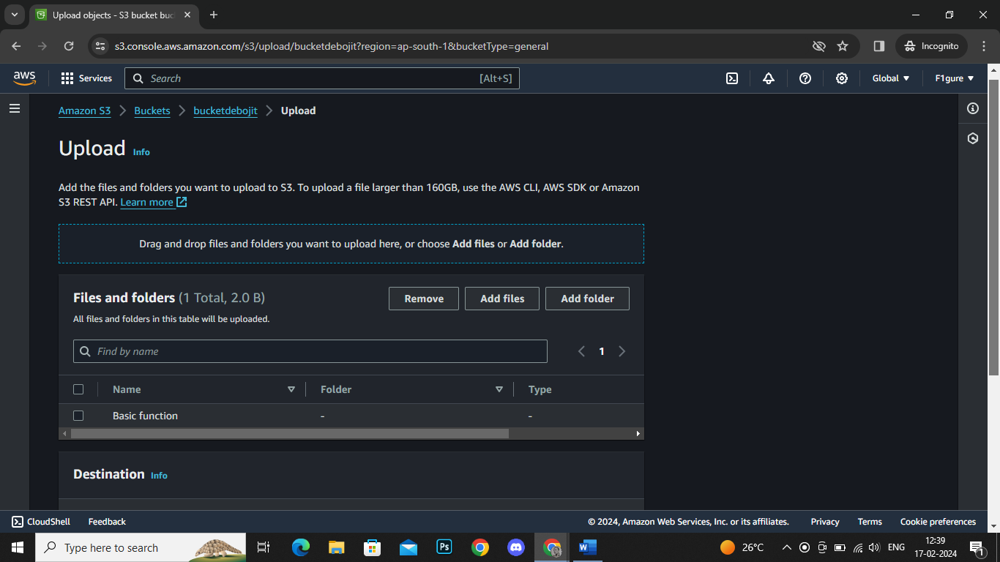 Upload objects - S3 bucket buc
s3.console.aws.amazon.com/s3/upload/bucketdebojit?region=ap-south-1&bucketType=general
Incognito
aws
Services
Search
[Alt+S]
Global
F1gure
Amazon S3 > Buckets > bucketdebojit > Upload
Upload Info
Add the files and folders you want to upload to S3. To upload a file larger than 160GB, use the AWS CLI, AWS SDK or Amazon
S3 REST API. Learn more
Drag and drop files and folders you want to upload here, or choose Add files or Add folder.
Files and folders (1 Total, 2.0 B)
Remove
Add files
Add folder
All files and folders in this table will be uploaded.
Find by name
1
Name
Folder
Type
Basic function
-
-
Destination Info
CloudShell
Feedback
© 2024, Amazon Web Services, Inc. or its affiliates.
Privacy
Terms
Cookie preferences
Type here to search
Ps
W
26°C
ENG
12:39
17-02-2024
1